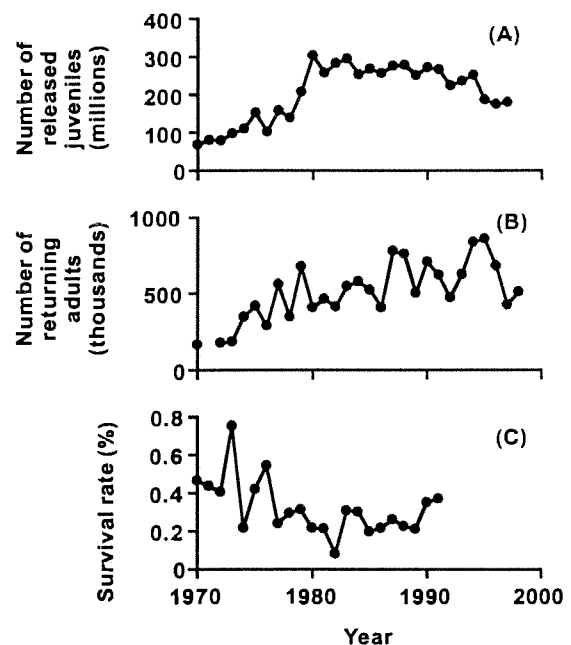 Number of
released
juveniles
(millions)
400
300
200
100
0
(A)
Number of
returning
adults
(thousands)
1000
500
0
(B)
Survival rate (%)
0.8
0.6
0.4
0.2
0
(C)
1970 1980 1990 2000
Year